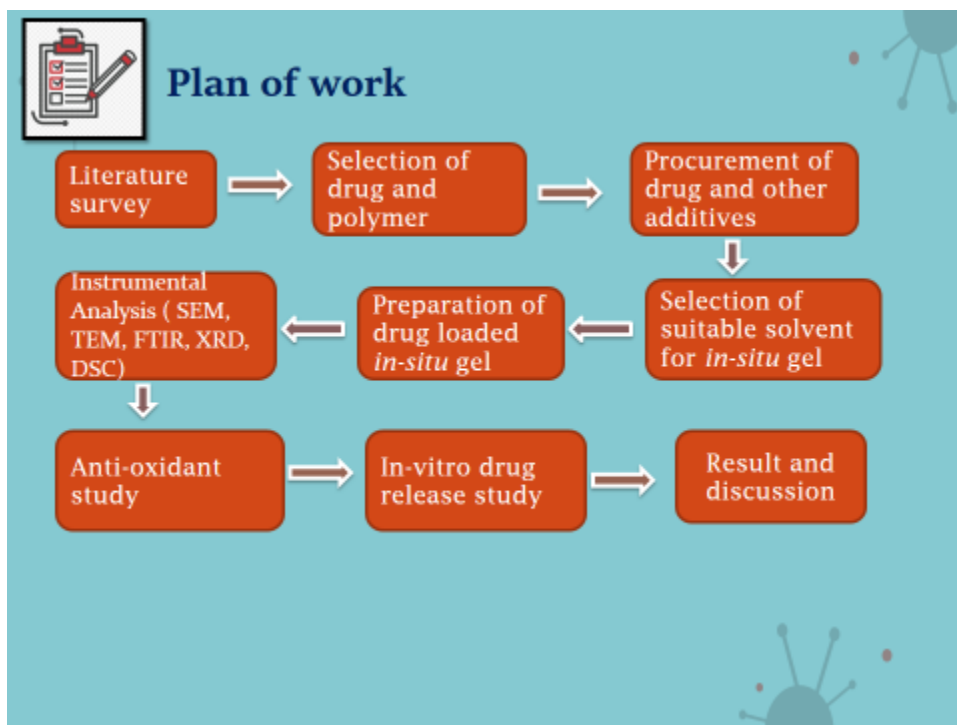 Plan of work
Literature
survey
Selection of
drug and
polymer
Procurement of
drug and other
additives
Selection of
suitable solvent
for in-situ gel
Preparation of
drug loaded
in-situ gel
Instrumental
Analysis ( SEM,
TEM, FTIR, XRD,
DSC)
Anti-oxidant
study
In-vitro drug
release study
Result and
discussion